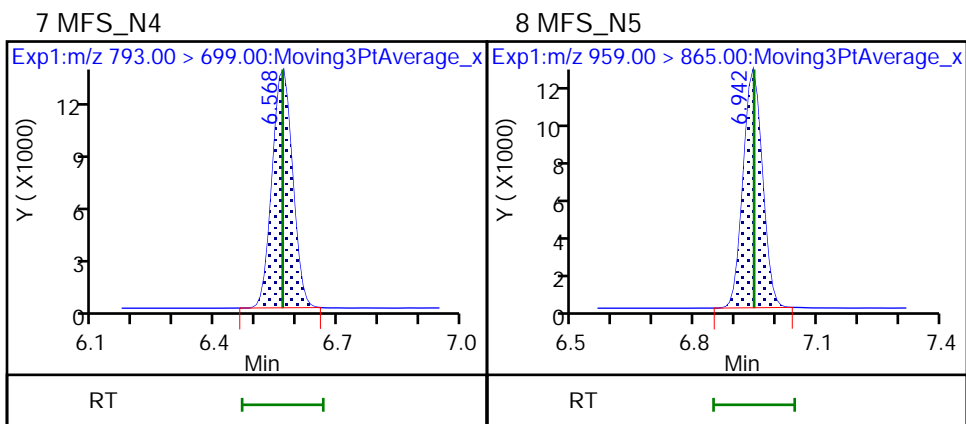 7 MFS_N4
Exp1:m/z 793.00 > 699.00:Moving3PtAverage_x
6.568
Y ( X1000)
12
9
6
3
0
6.1 6.4 6.7 7.0
Min
RT
8 MFS_N5
Exp1:m/z 959.00 > 865.00:Moving3PtAverage_x
6.942
Y ( X1000)
12
10
8
6
4
2
0
6.5 6.8 7.1 7.4
Min
RT